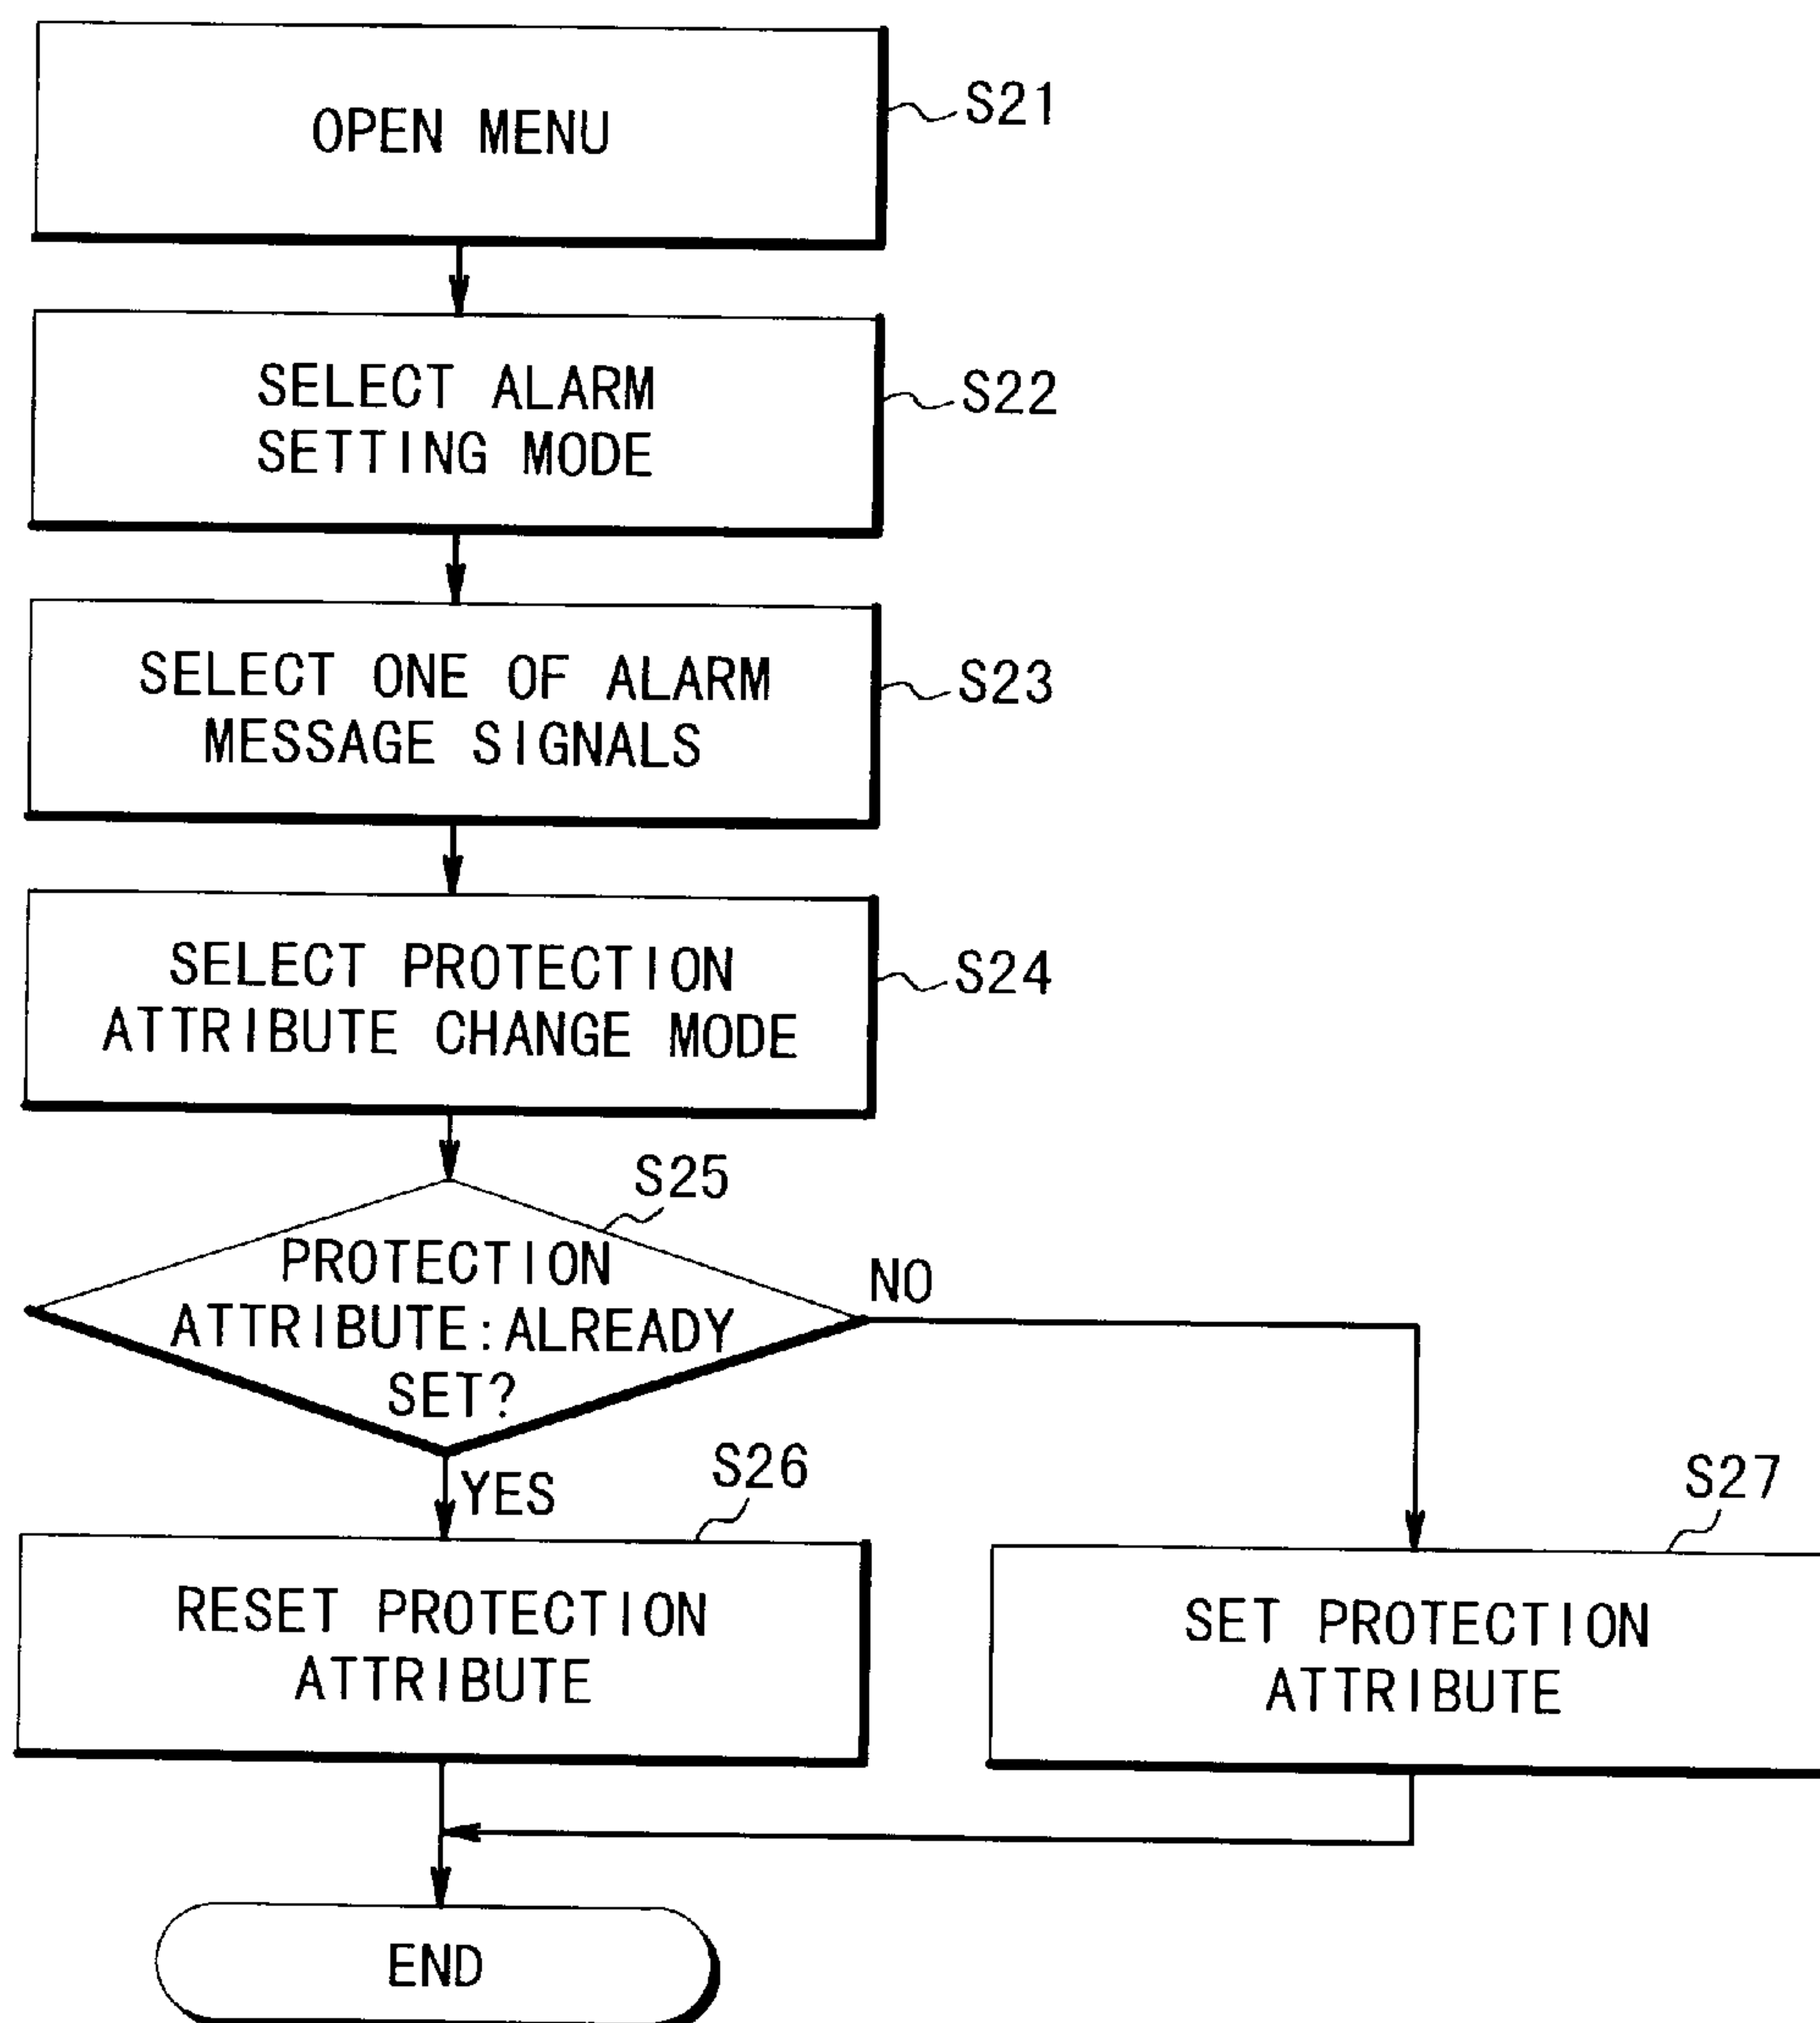 OPEN MENU
S21
SELECT ALARM
SETTING MODE
S22
SELECT ONE OF ALARM
MESSAGE SIGNALS
S23
SELECT PROTECTION
ATTRIBUTE CHANGE MODE
S24
S25
PROTECTION
ATTRIBUTE:ALREADY
SET?
NO
YES
S26
RESET PROTECTION
ATTRIBUTE
S27
SET PROTECTION
ATTRIBUTE
END